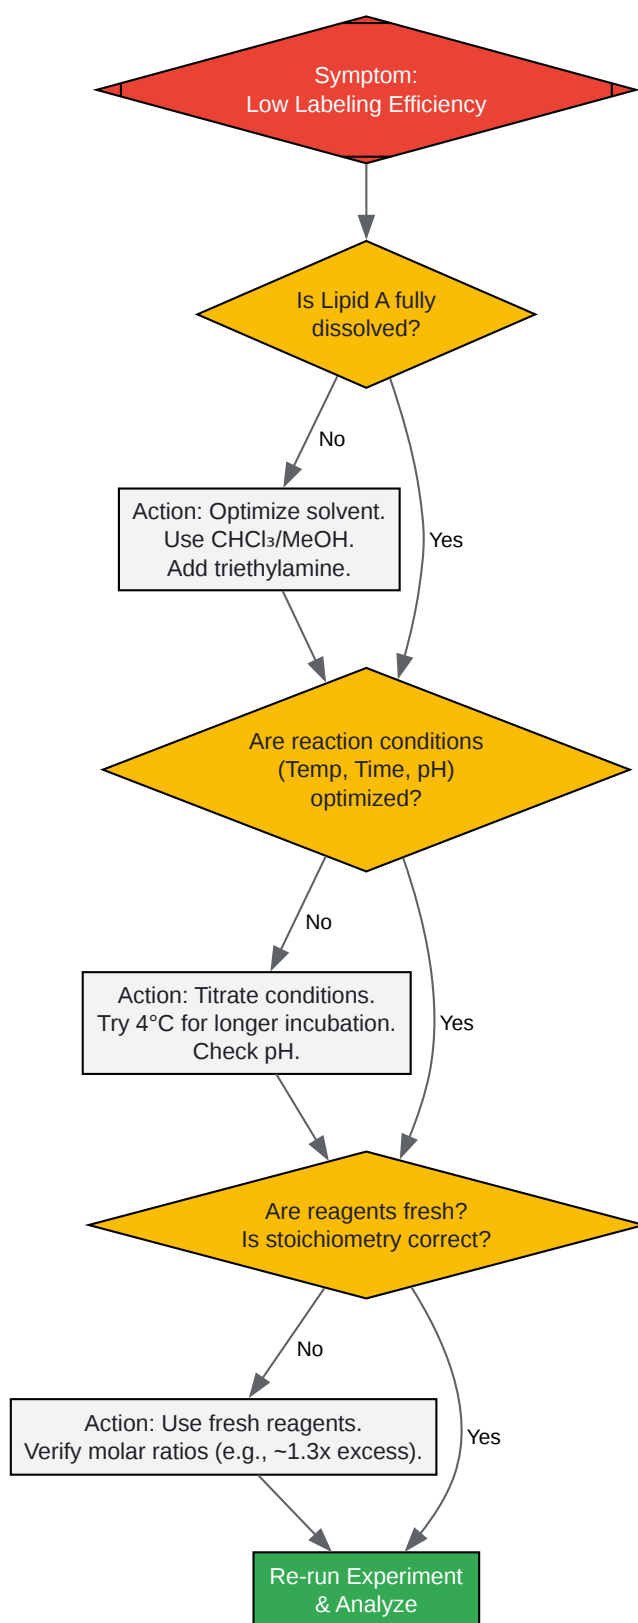 Symptom:
Low Labeling Efficiency
Is Lipid A fully
dissolved?
No
Action: Optimize solvent.
Use CHCl₃/MeOH.
Add triethylamine.
Yes
Are reaction conditions
(Temp, Time, pH)
optimized?
No
Action: Titrate conditions.
Try 4°C for longer incubation.
Check pH.
Yes
Are reagents fresh?
Is stoichiometry correct?
No
Action: Use fresh reagents.
Verify molar ratios (e.g., ~1.3x excess).
Yes
Re-run Experiment
& Analyze